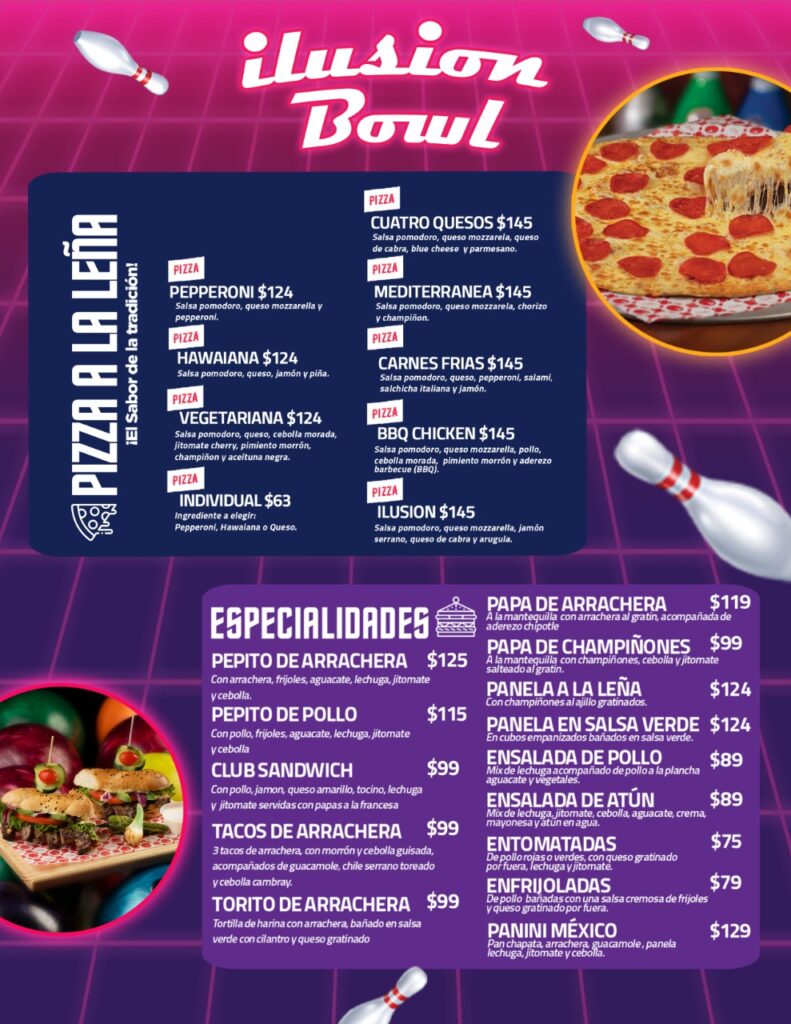 ilusion
Bowl
PIZZA A LA LEÑA
¡El Sabor de la tradición!
PIZZA
PEPPERONI $124
Salsa pomodoro, queso mozzarella y
pepperoni.
PIZZA
HAWAIANA $124
Salsa pomodoro, queso, jamón y piña.
PIZZA
VEGETARIANA $124
Salsa pomodoro, queso, cebolla morada,
jitomate cherry, pimiento morrón,
champiñon y aceituna negra.
PIZZA
INDIVIDUAL $63
Ingrediente a elegir:
Pepperoni, Hawaiana o Queso.
PIZZA
CUATRO QUESOS $145
Salsa pomodoro, queso mozzarela, queso
de cabra, blue cheese y parmesano.
PIZZA
MEDITERRANEA $145
Salsa pomodoro, queso mozzarela, chorizo
y champiñon.
PIZZA
CARNES FRIAS $145
Salsa pomodoro, queso, pepperoni, salami,
salchicha italiana y jamón.
PIZZA
BBQ CHICKEN $145
Salsa pomodoro, queso mozzarella, pollo,
cebolla morada, pimiento morrón y aderezo
barbecue (BBQ).
PIZZA
ILUSION $145
Salsa pomodoro, queso mozzarella, jamón
serrano, queso de cabra y arugula.
ESPECIALIDADES
PEPITO DE ARRACHERA $125
Con arrachera, frijoles, aguacate, lechuga, jitomate
y cebolla.
PEPITO DE POLLO $115
Con pollo, frijoles, aguacate, lechuga, jitomate
y cebolla
CLUB SANDWICH $99
Con pollo, jamon, queso amarillo, tocino, lechuga
y jitomate servidas con papas a la francesa
TACOS DE ARRACHERA $99
3 tacos de arrachera, con morrón y cebolla guisada,
acompañados de guacamole, chile serrano toreado
y cebolla cambray.
TORITO DE ARRACHERA $99
Tortilla de harina con arrachera, bañado en salsa
verde con cilantro y queso gratinado
PAPA DE ARRACHERA $119
A la mantequilla con arrachera al gratin, acompañada de
aderezo chipotle
PAPA DE CHAMPIÑONES $99
A la mantequilla con champiñones, cebolla y jitomate
salteado al gratin.
PANELA A LA LEÑA $124
Con champiñones al ajillo gratinados.
PANELA EN SALSA VERDE $124
En cubos empanizados bañados en salsa verde.
ENSALADA DE POLLO $89
Mix de lechuga acompañado de pollo a la plancha
aguacate y vegetales.
ENSALADA DE ATÚN $89
Mix de lechuga, jitomate, cebolla, aguacate, crema,
mayonesa y atún en agua.
ENTOMATADAS $75
De pollo rojas o verdes, con queso gratinado
por fuera, lechuga y jitomate.
ENFRIJOLADAS $79
De pollo bañadas con una salsa cremosa de frijoles
y queso gratinado por fuera.
PANINI MÉXICO $129
Pan chapata, arrachera, guacamole, panela
lechuga, jitomate y cebolla.